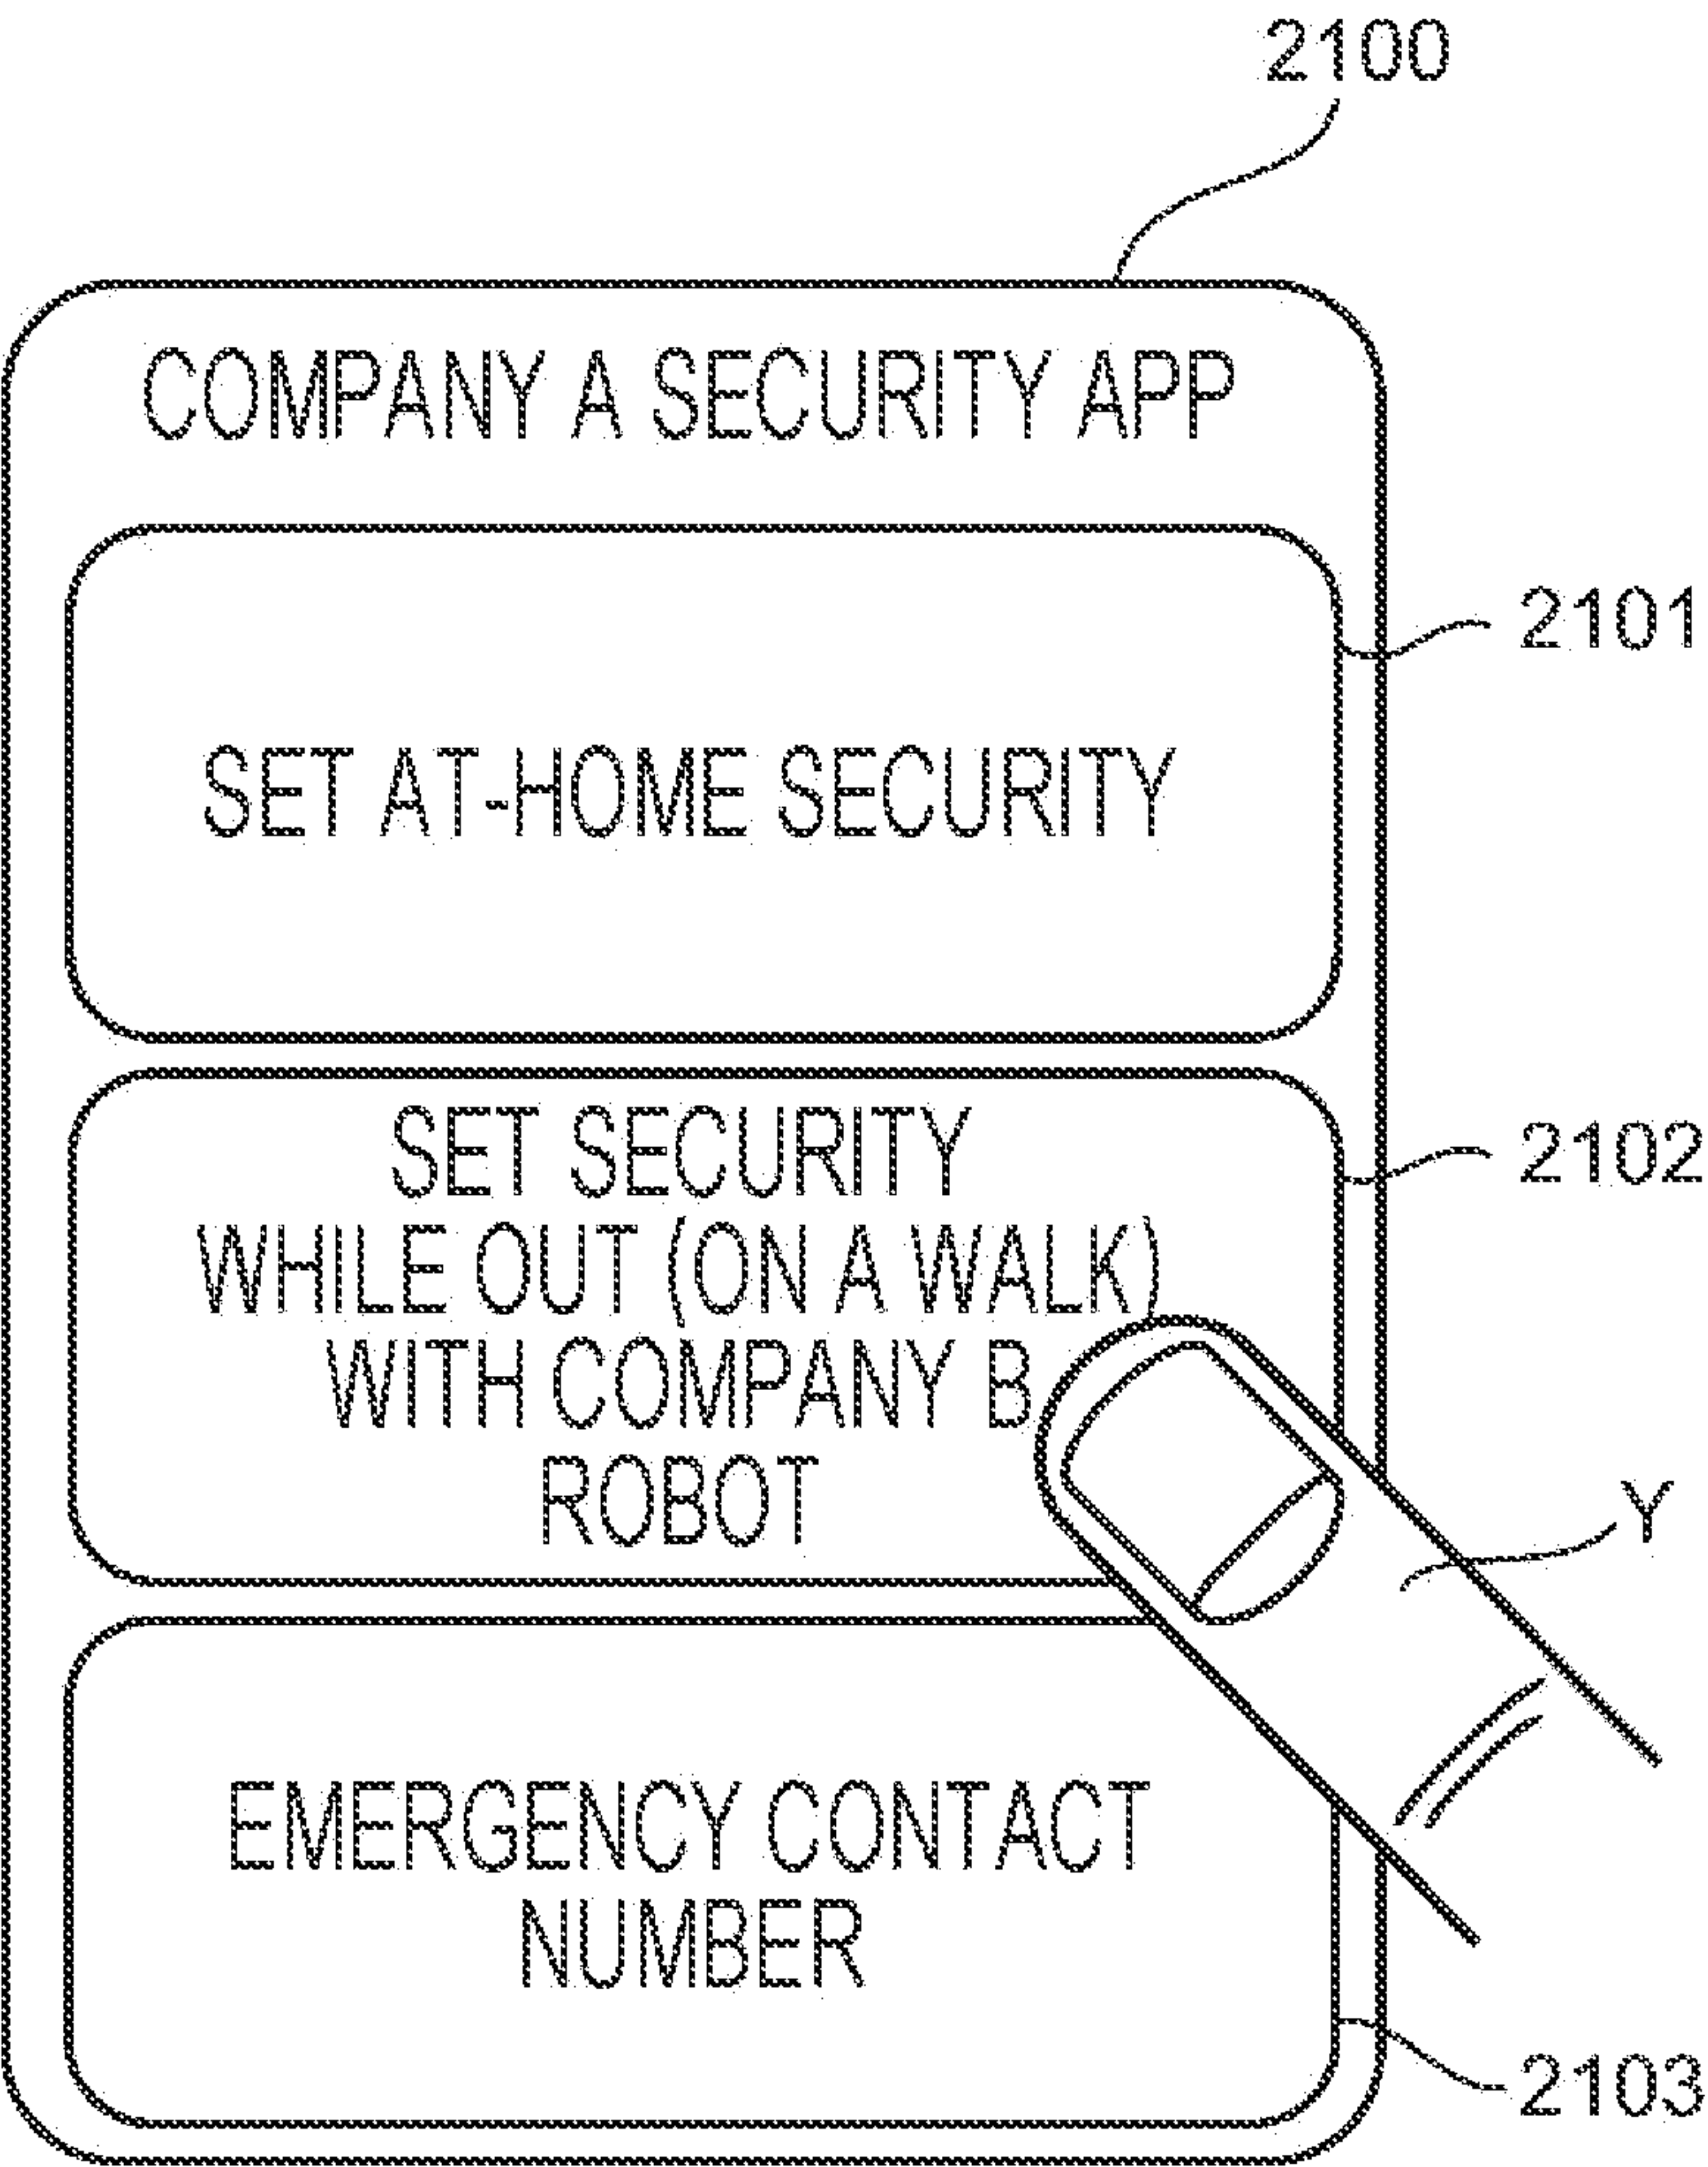 2100
COMPANY A SECURITY APP
2101
SET AT-HOME SECURITY
SET SECURITY
2102
WHILE OUT (ON A WALK)
WITH COMPANY B
ROBOT
Y
EMERGENCY CONTACT
NUMBER
2103